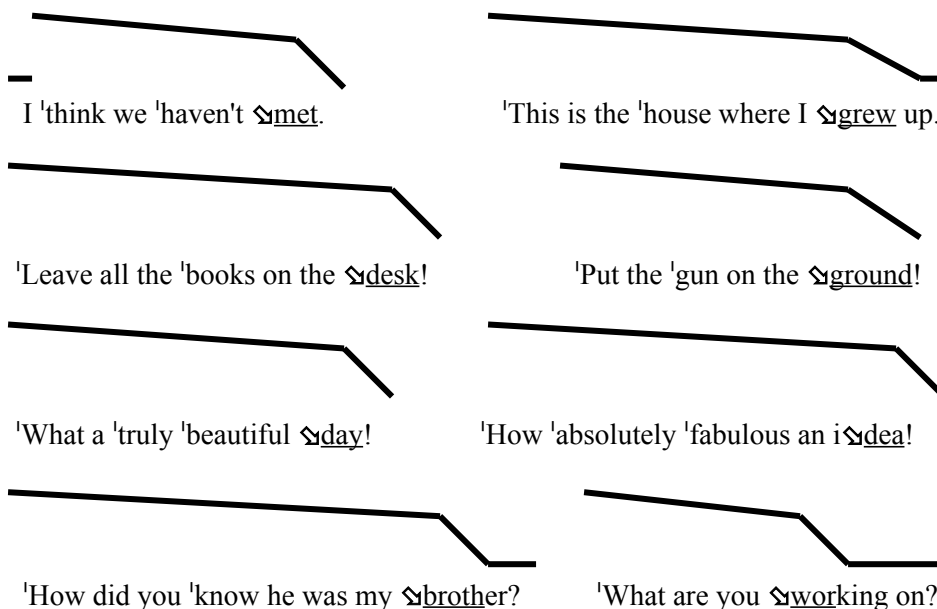 I ˈthink we ˈhaven't ⬂met.
ˈThis is the ˈhouse where I ⬂grew up.
ˈLeave all the ˈbooks on the ⬂desk!
ˈPut the ˈgun on the ⬂ground!
ˈWhat a ˈtruly ˈbeautiful ⬂day!
ˈHow ˈabsolutely ˈfabulous an i⬂dea!
ˈHow did you ˈknow he was my ⬂brother?
ˈWhat are you ⬂working on?